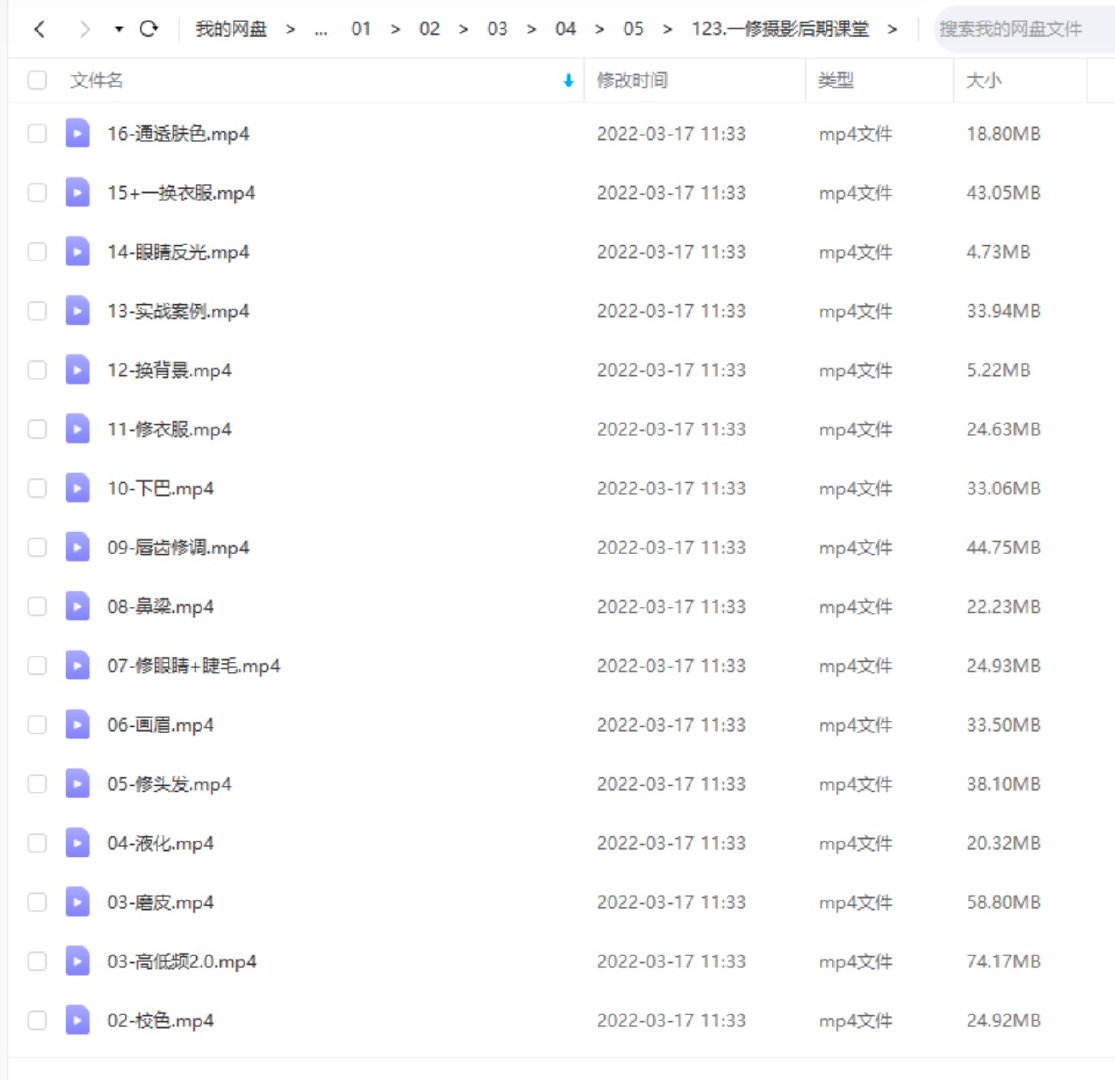 我的网盘 > ... 01 > 02 > 03 > 04 > 05 > 123.一修摄影后期课堂 > 搜索我的网盘文件
文件名 修改时间 类型 大小
16-通透肤色.mp4 2022-03-17 11:33 mp4文件 18.80MB
15+一换衣服.mp4 2022-03-17 11:33 mp4文件 43.05MB
14-眼睛反光.mp4 2022-03-17 11:33 mp4文件 4.73MB
13-实战案例.mp4 2022-03-17 11:33 mp4文件 33.94MB
12-换背景.mp4 2022-03-17 11:33 mp4文件 5.22MB
11-修衣服.mp4 2022-03-17 11:33 mp4文件 24.63MB
10-下巴.mp4 2022-03-17 11:33 mp4文件 33.06MB
09-唇齿修调.mp4 2022-03-17 11:33 mp4文件 44.75MB
08-鼻梁.mp4 2022-03-17 11:33 mp4文件 22.23MB
07-修眼睛+睫毛.mp4 2022-03-17 11:33 mp4文件 24.93MB
06-画眉.mp4 2022-03-17 11:33 mp4文件 33.50MB
05-修头发.mp4 2022-03-17 11:33 mp4文件 38.10MB
04-液化.mp4 2022-03-17 11:33 mp4文件 20.32MB
03-磨皮.mp4 2022-03-17 11:33 mp4文件 58.80MB
03-高低频2.0.mp4 2022-03-17 11:33 mp4文件 74.17MB
02-校色.mp4 2022-03-17 11:33 mp4文件 24.92MB